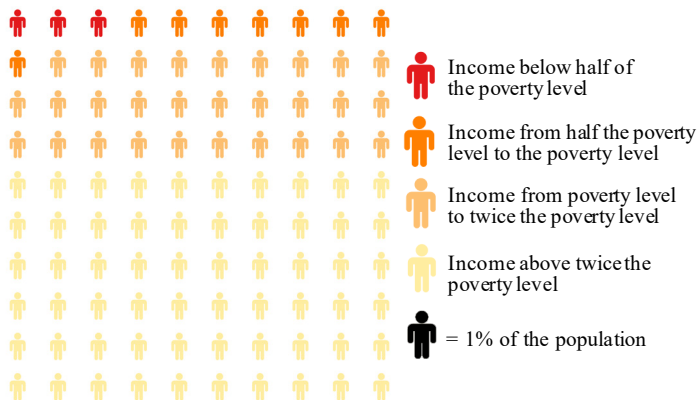 Income below half of
the poverty level
Income from half the poverty
level to the poverty level
Income from poverty level
to twice the poverty level
Income above twice the
poverty level
= 1% of the population